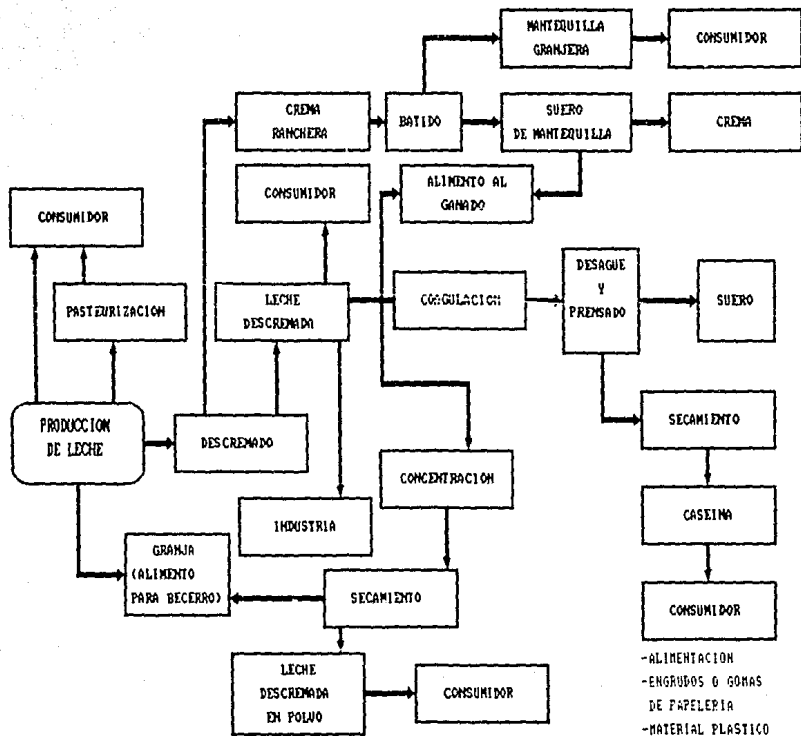 MANTEQUILLA
GRANJERA
CONSUMIDOR
CREMA
RANCHERA
BATIDO
SUERO
DE MANTEQUILLA
CREMA
CONSUMIDOR
ALIMENTO AL
GANADO
CONSUMIDOR
PASTEURIZACION
LECHE
DESCREMADA
COAGULACION
DESAGUE
Y
PRENSADO
SUERO
PRODUCCION
DE LECHE
DESCREMADO
SECAMIENTO
CONCENTRACION
INDUSTRIA
CASEINA
GRANJA
(ALIMENTO
PARA BECERRO)
SECAMIENTO
CONSUMIDOR
LECHE
DESCREMADA
EN POLVO
CONSUMIDOR
-ALIMENTACION
-ENGRUDOS O GOMAS
DE PAPELERIA
-MATERIAL PLASTICO